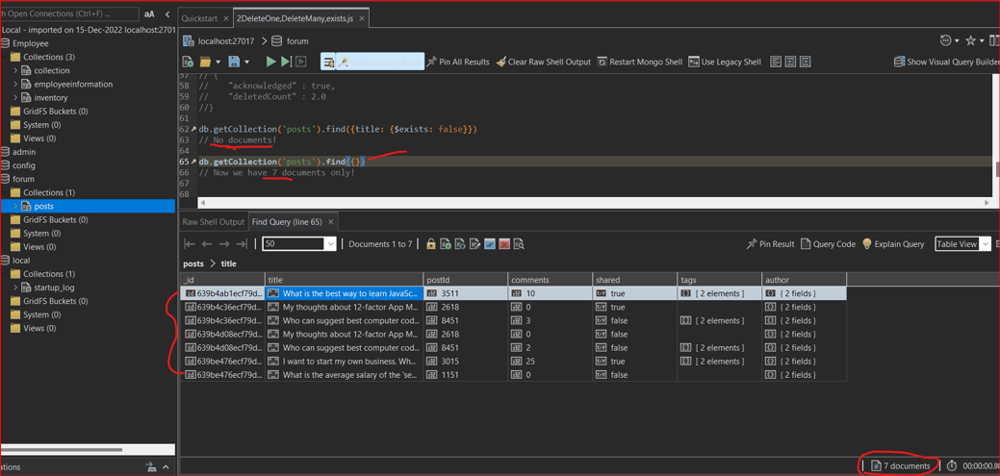 h Open Connections (Ctrl+F) ... aA
Local - imported on 15-Dec-2022 localhost:27017
Employee
Collections (3)
collection
employeeinformation
inventory
GridFS Buckets (0)
System (0)
Views (0)
admin
config
forum
Collections (1)
posts
GridFS Buckets (0)
System (0)
Views (0)
local
Collections (1)
startup_log
GridFS Buckets (0)
System (0)
Views (0)
ations
Quickstart
2DeleteOne,DeleteMany,exists.js
localhost:27017 forum
Pin All Results Clear Raw Shell Output Restart Mongo Shell Use Legacy Shell Show Visual Query Builder
57 // {
58 // "acknowledged" : true,
59 // "deletedCount" : 2.0
60 //}
61
62 db.getCollection('posts').find({title: {$exists: false}})
63 // No documents!
64
65 db.getCollection('posts').find({})
66 // Now we have 7 documents only!
67
68
Raw Shell Output Find Query (line 65)
50 Documents 1 to 7 Pin Result Query Code Explain Query Table View
posts > title
_id title postId comments shared tags author
639b4ab1ecf79d... What is the best way to learn JavaSc... 3511 10 true [ 2 elements ] { 2 fields }
639b4c36ecf79d... My thoughts about 12-factor App M... 2618 0 true { 2 fields }
639b4c36ecf79d... Who can suggest best computer cod... 8451 3 false [ 2 elements ] { 2 fields }
639b4d08ecf79d... My thoughts about 12-factor App M... 2618 0 false { 2 fields }
639b4d08ecf79d... Who can suggest best computer cod... 8451 2 false [ 2 elements ] { 2 fields }
639be476ecf79d... I want to start my own business. Wh... 3015 25 true [ 2 elements ] { 2 fields }
639be476ecf79d... What is the average salary of the 'se... 1151 0 false { 2 fields }
7 documents 00:00:00.0